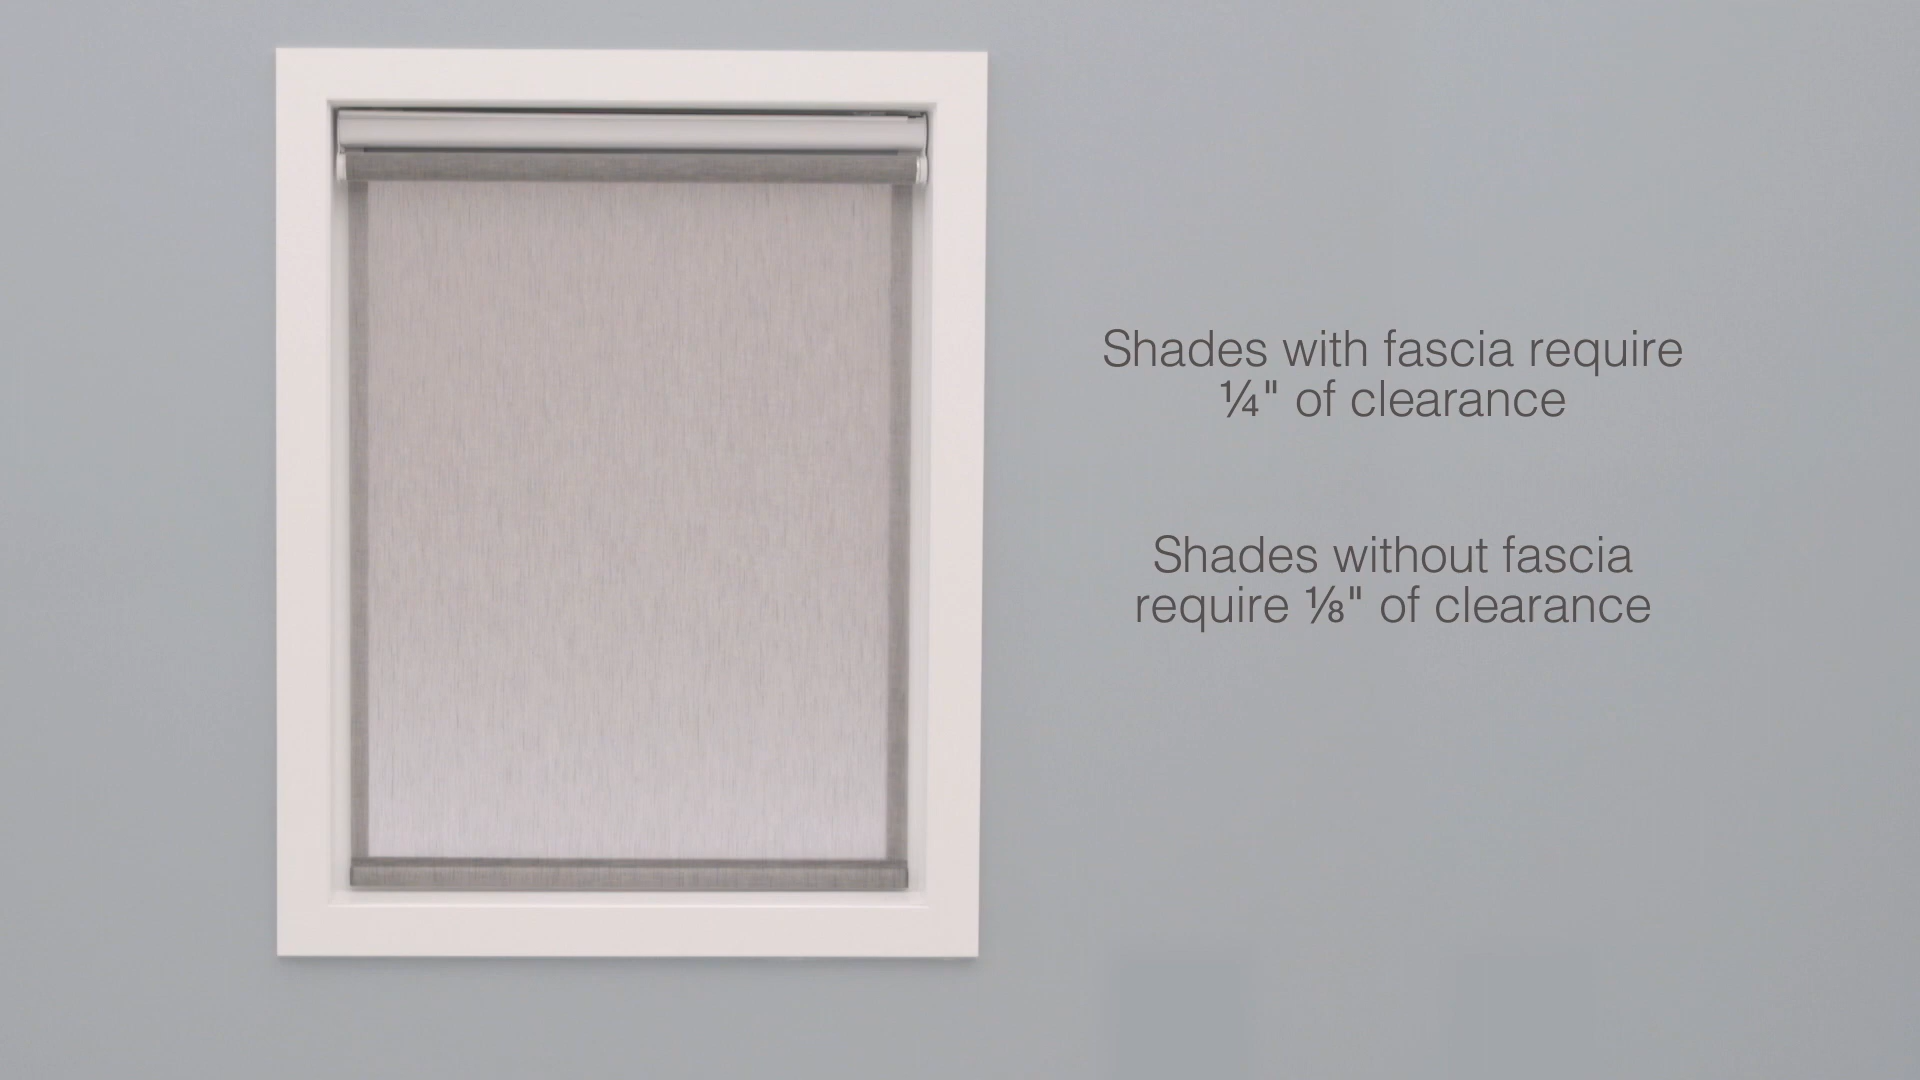 Shades with fascia require
¼" of clearance
Shades without fascia
require ⅛" of clearance